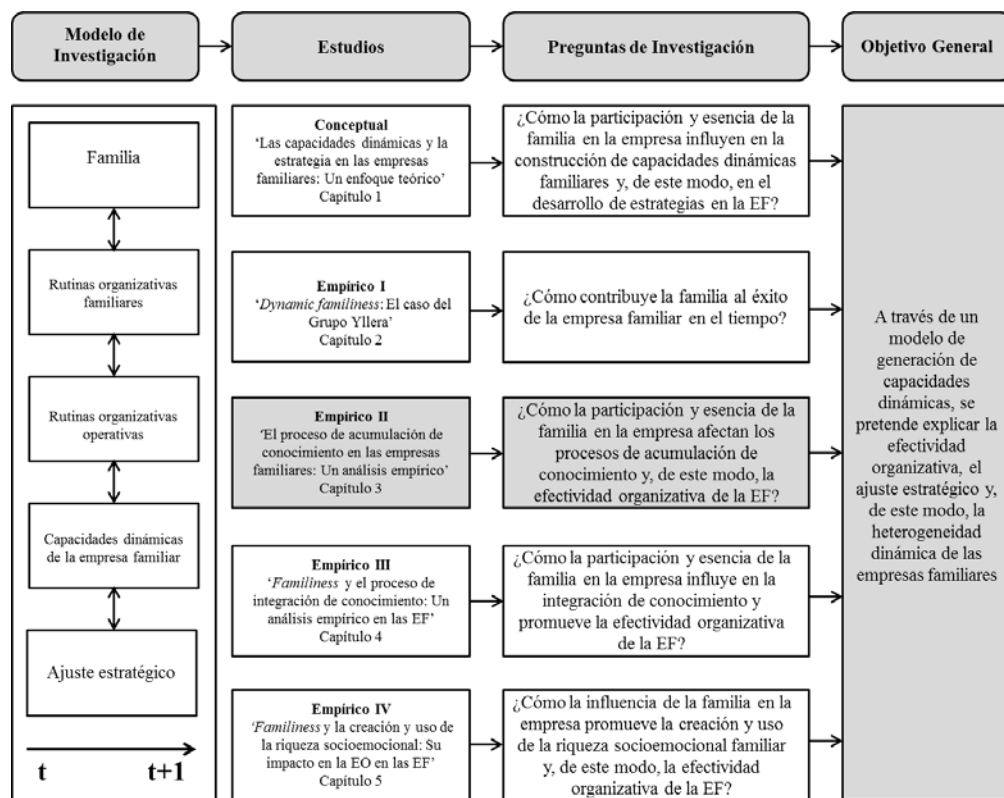 Modelo de
Investigación
Estudios
Preguntas de Investigación
Objetivo General
Familia
Rutinas organizativas
familiares
Rutinas organizativas
operativas
Capacidades dinámicas
de la empresa familiar
Ajuste estratégico
t
t+1
Conceptual
‘Las capacidades dinámicas y la
estrategia en las empresas
familiares: Un enfoque teórico’
Capítulo 1
Empírico I
‘Dynamic familiness: El caso del
Grupo Yllera’
Capítulo 2
Empírico II
‘El proceso de acumulación de
conocimiento en las empresas
familiares: Un análisis empírico’
Capítulo 3
Empírico III
‘Familiness y el proceso de
integración de conocimiento: Un
análisis empírico en las EF’
Capítulo 4
Empírico IV
‘Familiness y la creación y uso de
la riqueza socioemocional: Su
impacto en la EO en las EF’
Capítulo 5
¿Cómo la participación y esencia de la
familia en la empresa influyen en la
construcción de capacidades dinámicas
familiares y, de este modo, en el
desarrollo de estrategias en la EF?
¿Cómo contribuye la familia al éxito
de la empresa familiar en el tiempo?
¿Cómo la participación y esencia de la
familia en la empresa afectan los
procesos de acumulación de
conocimiento y, de este modo, la
efectividad organizativa de la EF?
¿Cómo la participación y esencia de la
familia en la empresa influye en la
integración de conocimiento y
promueve la efectividad organizativa
de la EF?
¿Cómo la influencia de la familia en la
empresa promueve la creación y uso
de la riqueza socioemocional familiar
y, de este modo, la efectividad
organizativa de la EF?
A través de un
modelo de
generación de
capacidades
dinámicas, se
pretende explicar la
efectividad
organizativa, el
ajuste estratégico y,
de este modo, la
heterogeneidad
dinámica de las
empresas familiares